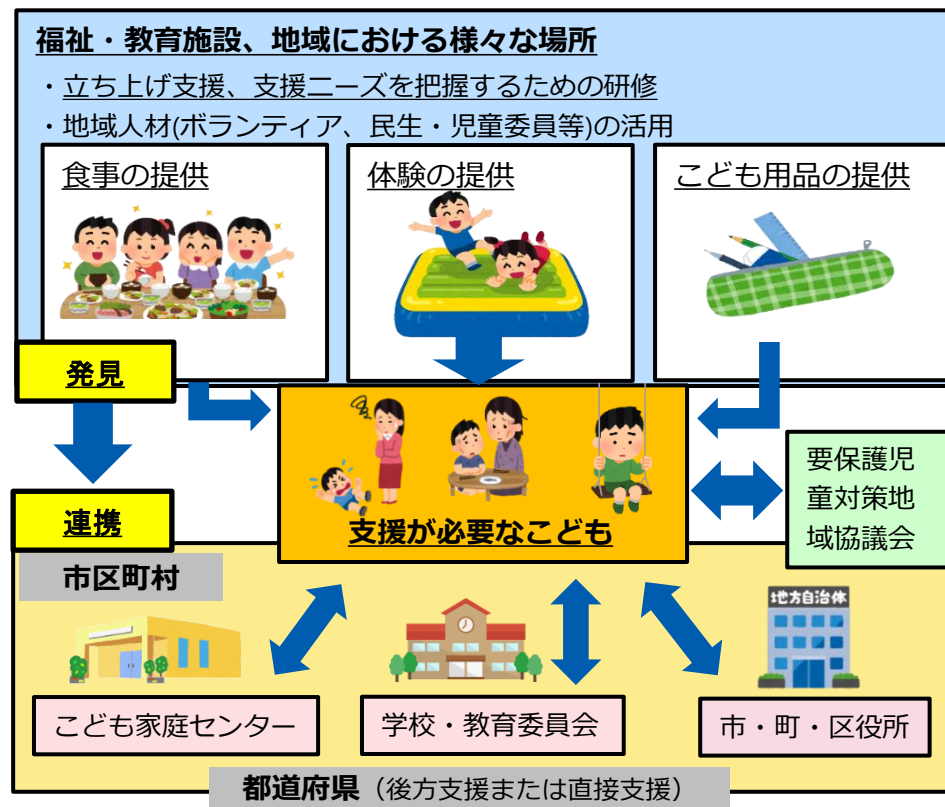 福祉・教育施設、地域における様々な場所
・立ち上げ支援、支援ニーズを把握するための研修
・地域人材(ボランティア、民生・児童委員等)の活用
食事の提供
体験の提供
こども用品の提供
発見
支援が必要なこども
要保護児
童対策地
域協議会
連携
市区町村
地方自治体
こども家庭センター
学校・教育委員会
市・町・区役所
都道府県（後方支援または直接支援）